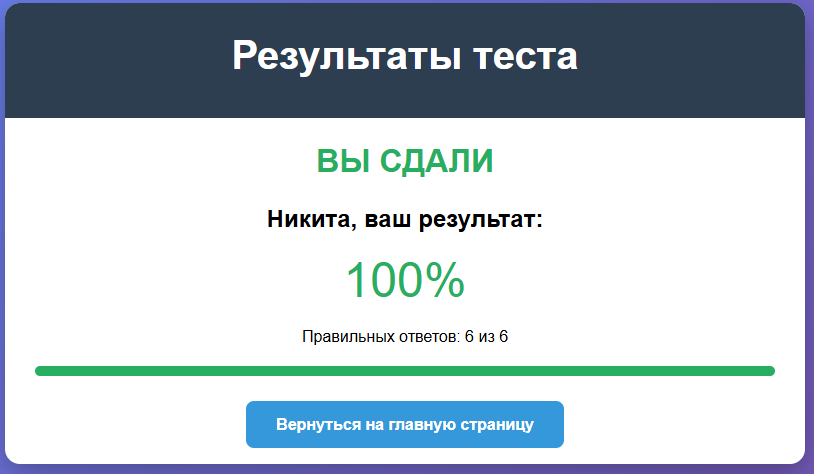 Результаты теста
ВЫ СДАЛИ
Никита, ваш результат:
100%
Правильных ответов: 6 из 6
Вернуться на главную страницу